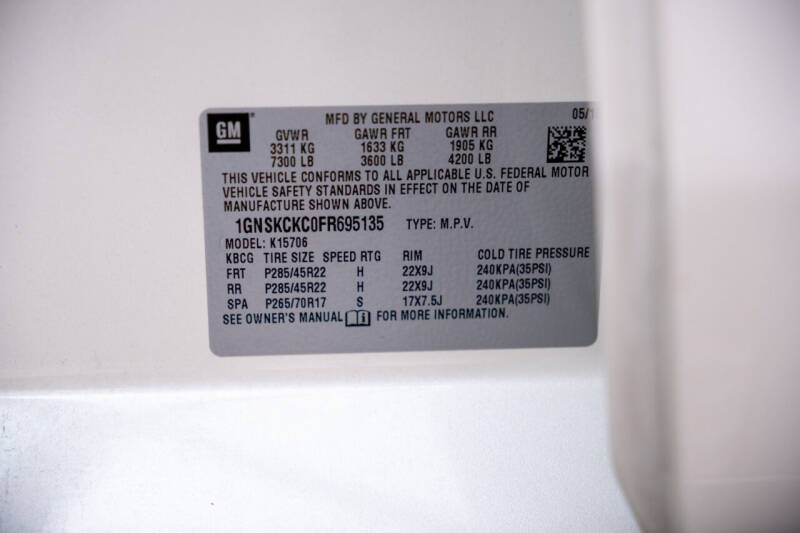 GM
MFD BY GENERAL MOTORS LLC 05/1
GVWR GAWR FRT GAWR RR
3311 KG 1633 KG 1905 KG
7300 LB 3600 LB 4200 LB
THIS VEHICLE CONFORMS TO ALL APPLICABLE U.S. FEDERAL MOTOR
VEHICLE SAFETY STANDARDS IN EFFECT ON THE DATE OF
MANUFACTURE SHOWN ABOVE.
1GNSKCKC0FR695135 TYPE: M.P.V.
MODEL: K15706
KBCG TIRE SIZE SPEED RTG RIM COLD TIRE PRESSURE
FRT P285/45R22 H 22X9J 240KPA(35PSI)
RR P285/45R22 H 22X9J 240KPA(35PSI)
SPA P265/70R17 S 17X7.5J 240KPA(35PSI)
SEE OWNER'S MANUAL FOR MORE INFORMATION.